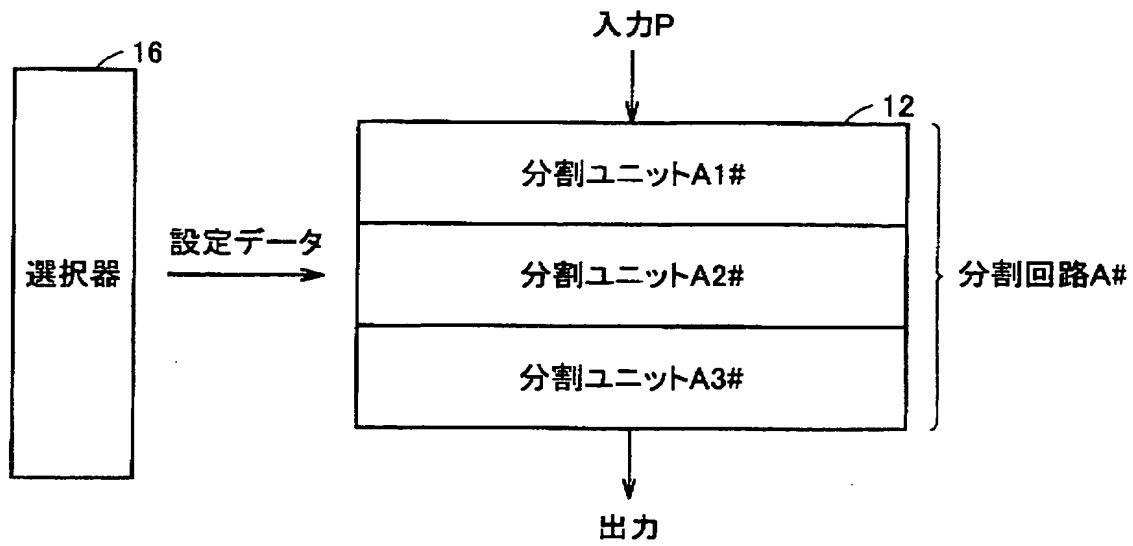 入力P
16
12
分割ユニットA1#
設定データ
選択器
分割ユニットA2#
分割回路A#
分割ユニットA3#
出力